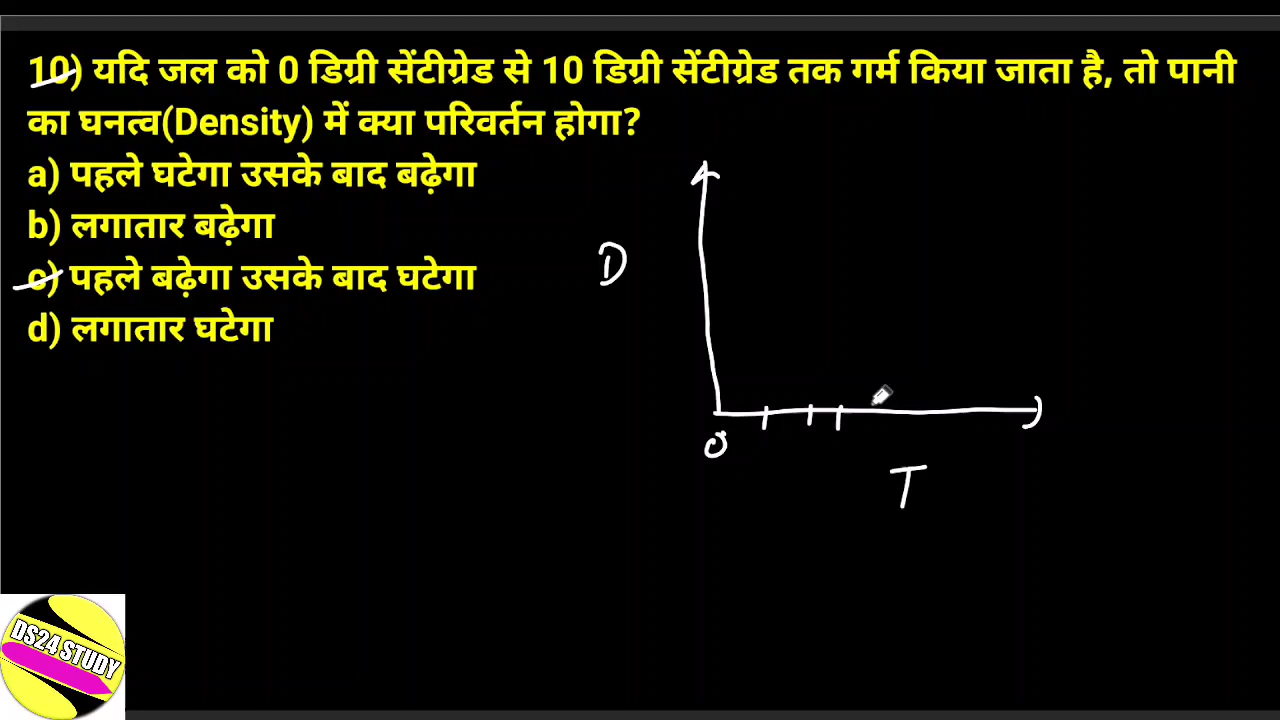 10) यदि जल को 0 डिग्री सेंटीग्रेड से 10 डिग्री सेंटीग्रेड तक गर्म किया जाता है, तो पानी
का घनत्व(Density) में क्या परिवर्तन होगा?
a) पहले घटेगा उसके बाद बढ़ेगा
b) लगातार बढ़ेगा
c) पहले बढ़ेगा उसके बाद घटेगा
d) लगातार घटेगा
D
0
T
DS24 STUDY